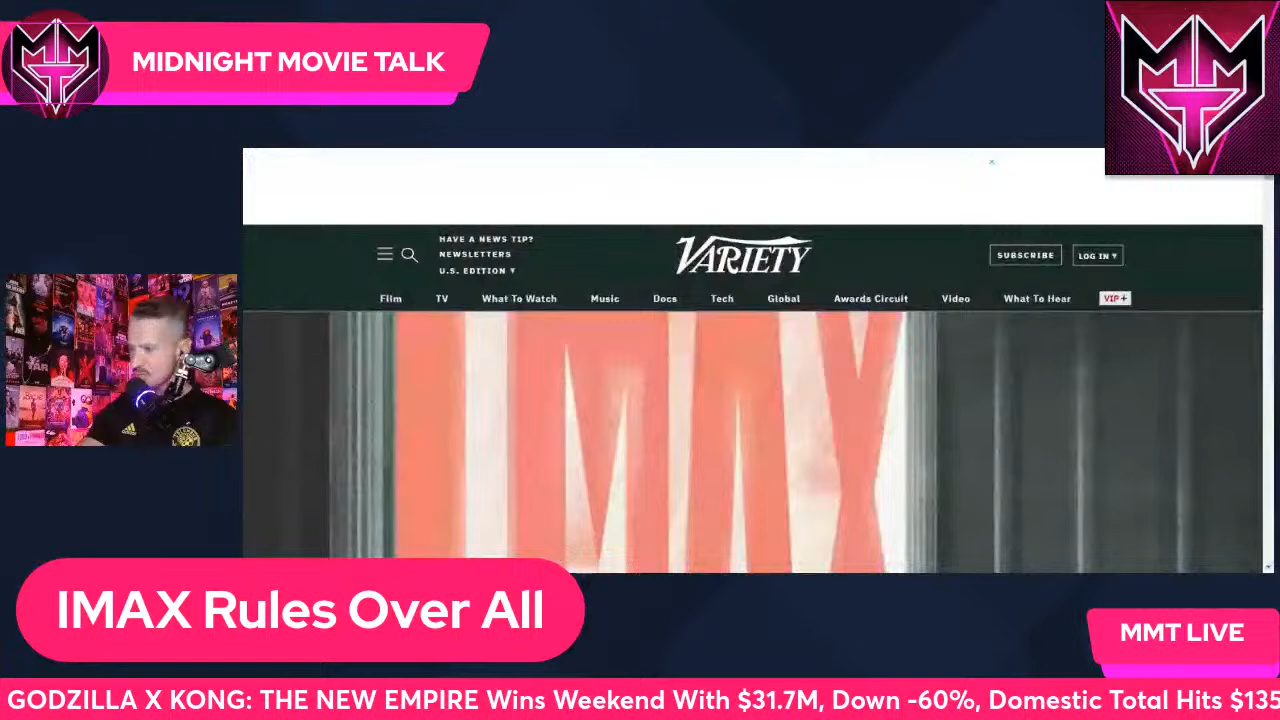 MIDNIGHT MOVIE TALK
HAVE A NEWS TIP?
NEWSLETTERS
U.S. EDITION ▾
VARIETY
SUBSCRIBE
LOG IN ▾
Film TV What To Watch Music Docs Tech Global Awards Circuit Video What To Hear VIP+
IMAX
IMAX Rules Over All
MMT LIVE
GODZILLA X KONG: THE NEW EMPIRE Wins Weekend With $31.7M, Down -60%, Domestic Total Hits $135